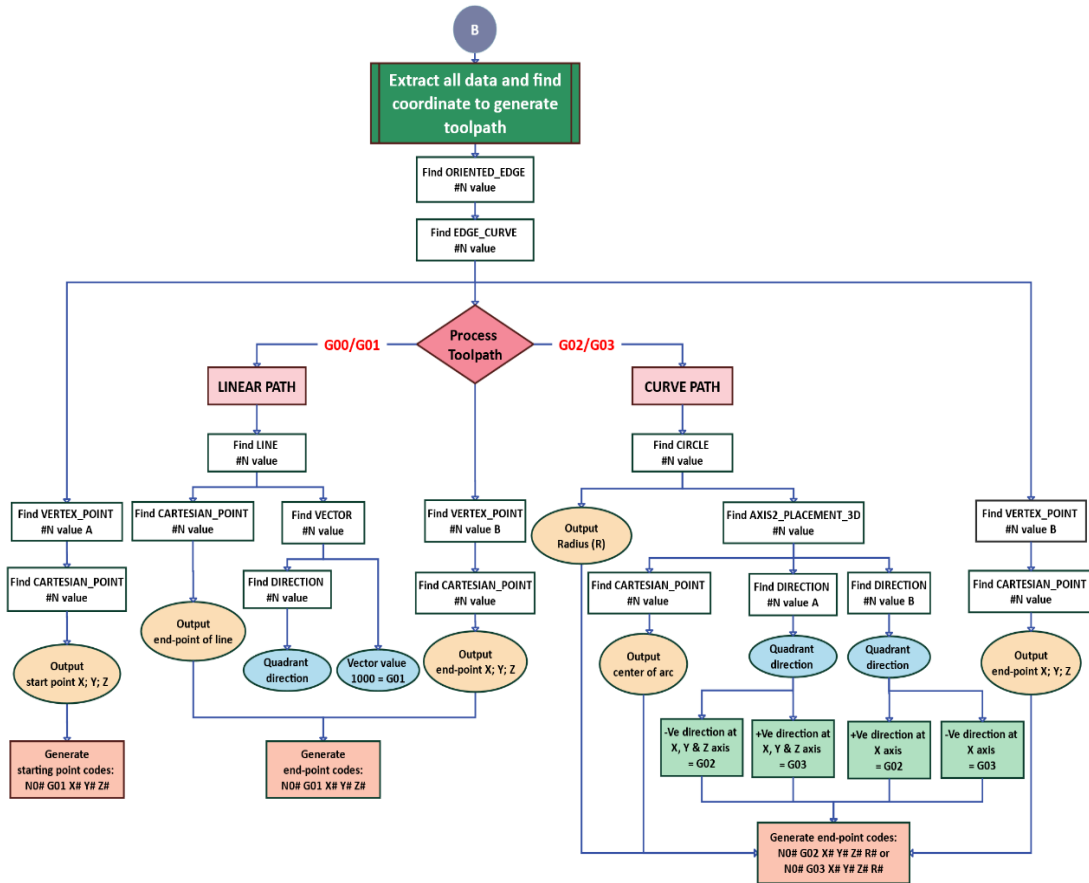 B
Extract all data and find
coordinate to generate
toolpath
Find ORIENTED_EDGE
#N value
Find EDGE_CURVE
#N value
Process
Toolpath
G00/G01
G02/G03
LINEAR PATH
CURVE PATH
Find LINE
#N value
Find CIRCLE
#N value
Find VERTEX_POINT
#N value A
Find CARTESIAN_POINT
#N value
Find VECTOR
#N value
Find VERTEX_POINT
#N value B
Output
Radius (R)
Find AXIS2_PLACEMENT_3D
#N value
Find VERTEX_POINT
#N value B
Find CARTESIAN_POINT
#N value
Find DIRECTION
#N value
Find CARTESIAN_POINT
#N value
Find CARTESIAN_POINT
#N value
Find DIRECTION
#N value A
Find DIRECTION
#N value B
Find CARTESIAN_POINT
#N value
Output
start point X; Y; Z
Output
end-point of line
Quadrant
direction
Vector value
1000 = G01
Output
end-point X; Y; Z
Output
center of arc
Quadrant
direction
Quadrant
direction
Output
end-point X; Y; Z
-Ve direction at
X, Y & Z axis
= G02
+Ve direction at
X, Y & Z axis
= G03
+Ve direction at
X axis
= G02
-Ve direction at
X axis
= G03
Generate
starting point codes:
N0# G01 X# Y# Z#
Generate
end-point codes:
N0# G01 X# Y# Z#
Generate end-point codes:
N0# G02 X# Y# Z# R# or
N0# G03 X# Y# Z# R#